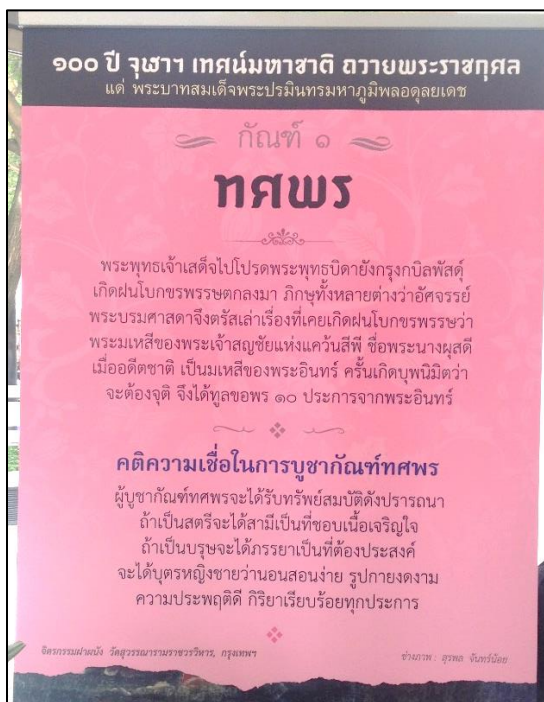 ๑๐๐ ปี จุฬาฯ เทศน์มหาชาติ ถวายพระราชกุศล
แด่ พระบาทสมเด็จพระปรมินทรมหาภูมิพลอดุลยเดช
กัณฑ์ ๑
ทศพร
พระพุทธเจ้าเสด็จไปโปรดพระพุทธบิดายังกรุงกบิลพัสดุ์
เกิดฝนโบกขรพรรษตกลงมา ภิกษุทั้งหลายต่างว่าอัศจรรย์
พระบรมศาสดาจึงตรัสเล่าเรื่องที่เคยเกิดฝนโบกขรพรรษว่า
พระมเหสีของพระเจ้าสญชัยแห่งแคว้นสีพี ชื่อพระนางผุสดี
เมื่ออดีตชาติ เป็นมเหสีของพระอินทร์ ครั้นเกิดบุพนิมิตว่า
จะต้องจุติ จึงได้ทูลขอพร ๑๐ ประการจากพระอินทร์
คติความเชื่อในการบูชากัณฑ์ทศพร
ผู้บูชากัณฑ์ทศพรจะได้รับทรัพย์สมบัติดังปรารถนา
ถ้าเป็นสตรีจะได้สามีเป็นที่ชอบเนื้อเจริญใจ
ถ้าเป็นบุรุษจะได้ภรรยาเป็นที่ต้องประสงค์
จะได้บุตรหญิงชายว่านอนสอนง่าย รูปกายงดงาม
ความประพฤติดี กิริยาเรียบร้อยทุกประการ
จิตรกรรมฝาผนัง วัดสุวรรณารามราชวรวิหาร, กรุงเทพฯ
ช่างภาพ : สุรพล จันทร์น้อย